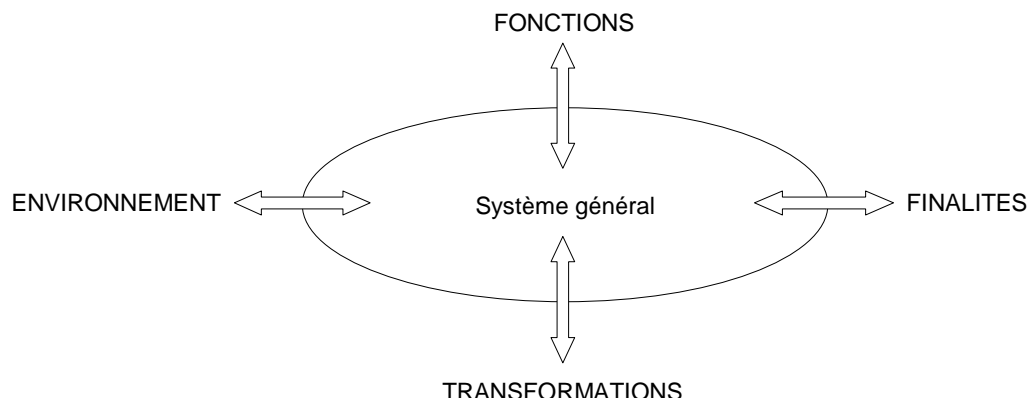 FONCTIONS
ENVIRONNEMENT
Système général
FINALITES
TRANSFORMATIONS